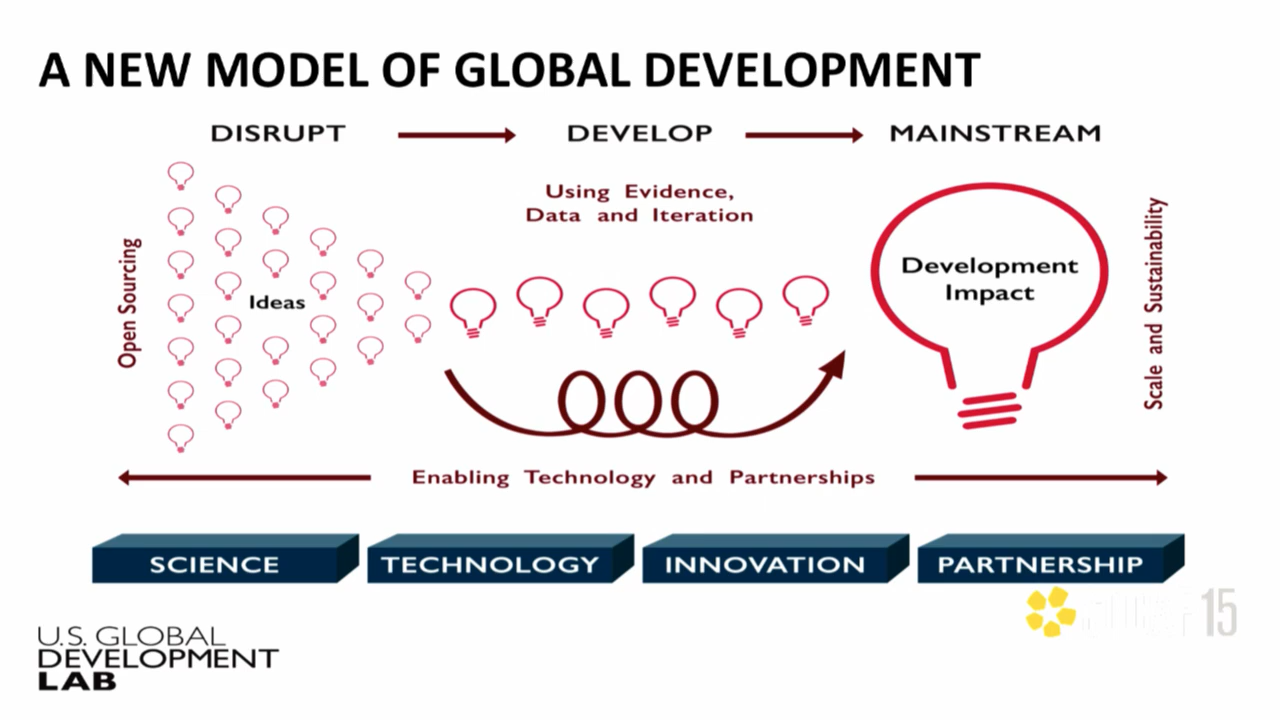 A NEW MODEL OF GLOBAL DEVELOPMENT
DISRUPT
DEVELOP
MAINSTREAM
Using Evidence,
Data and Iteration
Open Sourcing
Ideas
Development
Impact
Scale and Sustainability
Enabling Technology and Partnerships
SCIENCE
TECHNOLOGY
INNOVATION
PARTNERSHIP
15
U.S. GLOBAL
DEVELOPMENT
LAB